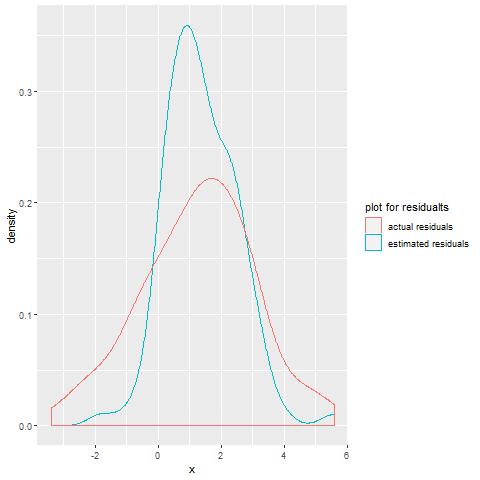 0.3
0.2
0.1
0.0
density
-2
0
2
4
6
x
plot for residualts
actual residuals
estimated residuals